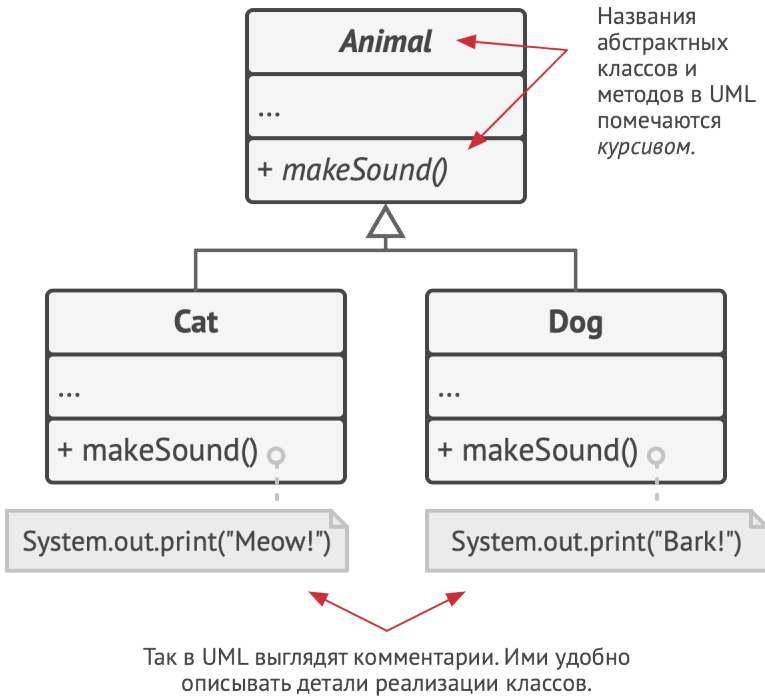 Animal
...
+ makeSound()
Названия
абстрактных
классов и
методов в UML
помечаются
курсивом.
Cat
...
+ makeSound()
System.out.print("Meow!")
Dog
...
+ makeSound()
System.out.print("Bark!")
Так в UML выглядят комментарии. Ими удобно
описывать детали реализации классов.